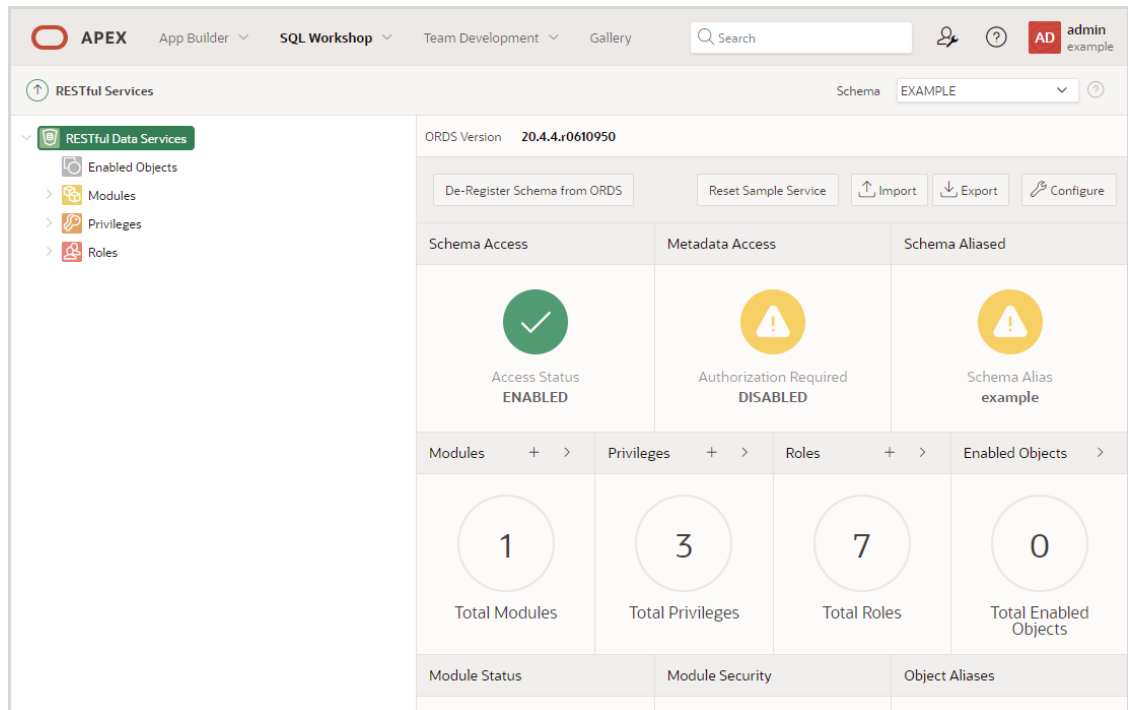 APEX App Builder SQL Workshop Team Development Gallery Search AD admin
example
RESTful Services Schema EXAMPLE
RESTful Data Services
Enabled Objects
Modules
Privileges
Roles
ORDS Version 20.4.4.r0610950
De-Register Schema from ORDS Reset Sample Service Import Export Configure
Schema Access Metadata Access Schema Aliased
Access Status Authorization Required Schema Alias
ENABLED DISABLED example
Modules Privileges Roles Enabled Objects
1 3 7 0
Total Modules Total Privileges Total Roles Total Enabled
Objects
Module Status Module Security Object Aliases